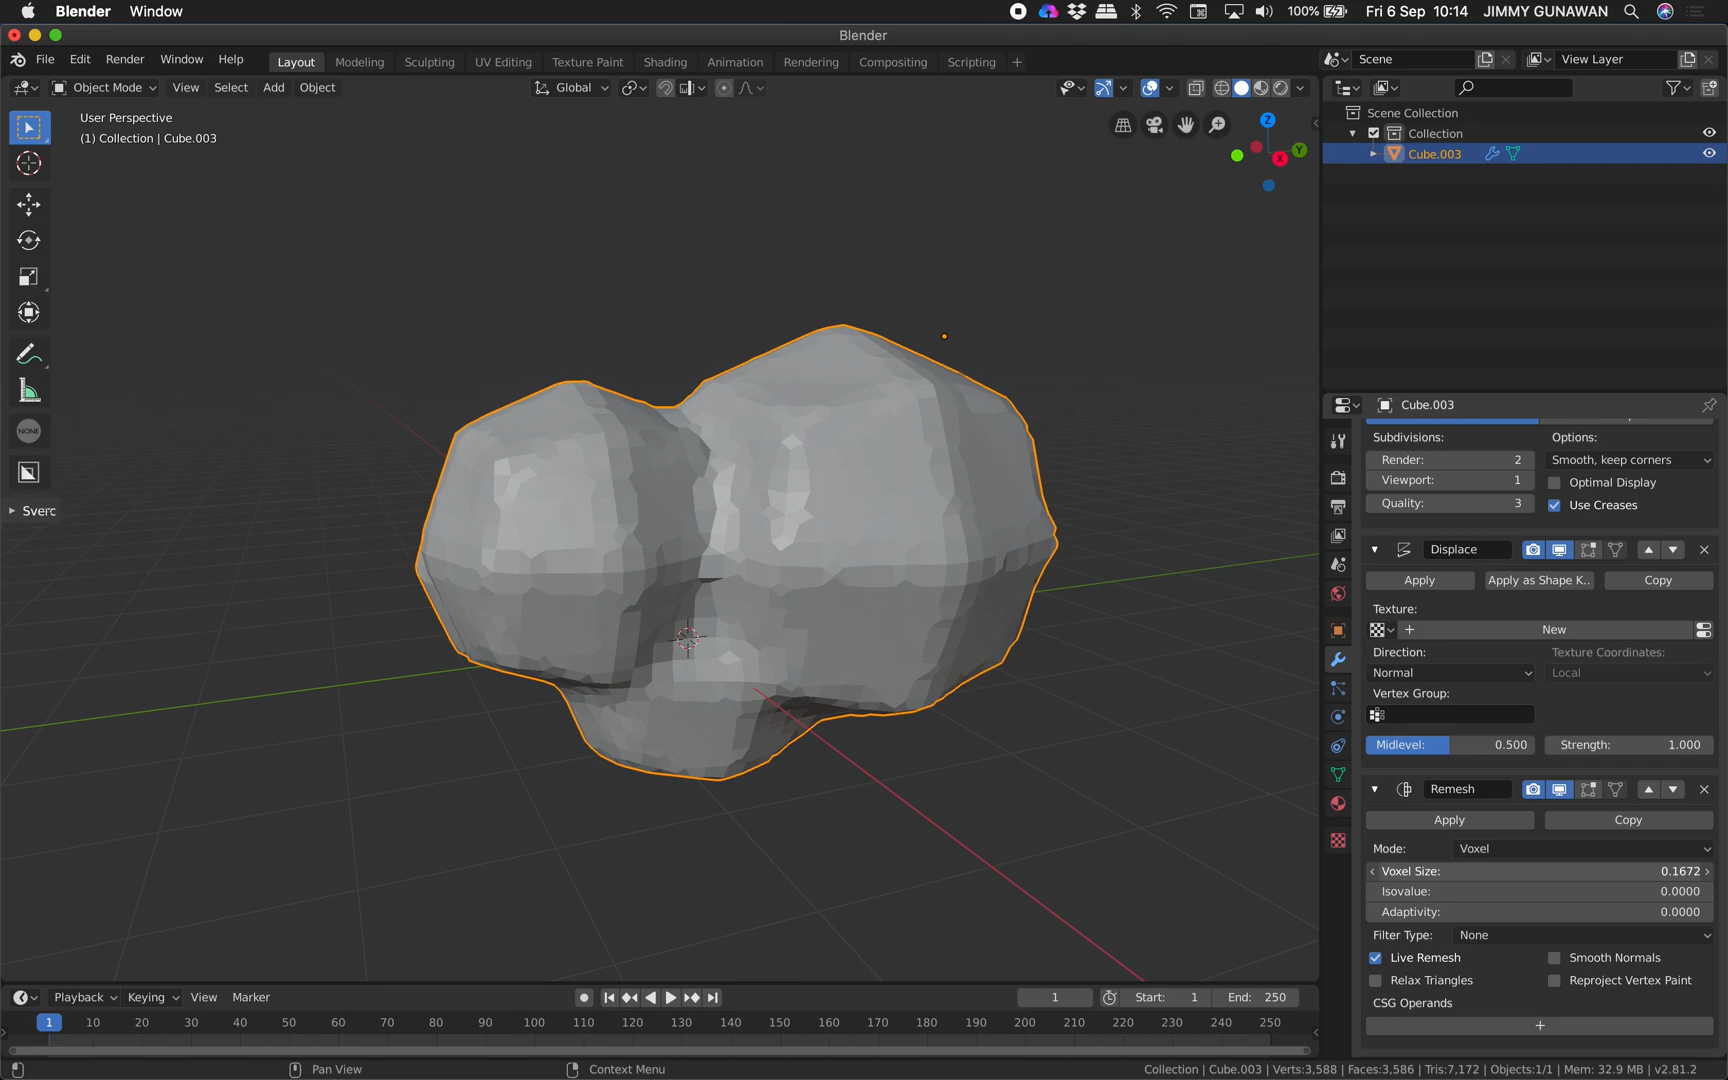 Blender Window 100% Fri 6 Sep 10:14 JIMMY GUNAWAN
Blender
File Edit Render Window Help Layout Modeling Sculpting UV Editing Texture Paint Shading Animation Rendering Compositing Scripting + Scene View Layer
Object Mode View Select Add Object Global
User Perspective
(1) Collection | Cube.003
Z
Y
X
NONE
Sverc
Scene Collection
Collection
Cube.003
Cube.003
Subdivisions: Options:
Render: 2 Smooth, keep corners
Viewport: 1 Optimal Display
Quality: 3 Use Creases
Displace
Apply Apply as Shape K.. Copy
Texture:
New
Direction: Texture Coordinates:
Normal Local
Vertex Group:
Midlevel: 0.500 Strength: 1.000
Remesh
Apply Copy
Mode: Voxel
Voxel Size: 0.1672
Isovalue: 0.0000
Adaptivity: 0.0000
Filter Type: None
Live Remesh Smooth Normals
Relax Triangles Reproject Vertex Paint
CSG Operands
+
Playback Keying View Marker 1 Start: 1 End: 250
1 10 20 30 40 50 60 70 80 90 100 110 120 130 140 150 160 170 180 190 200 210 220 230 240 250
Pan View Context Menu Collection | Cube.003 | Verts:3,588 | Faces:3,586 | Tris:7,172 | Objects:1/1 | Mem: 32.9 MB | v2.81.2